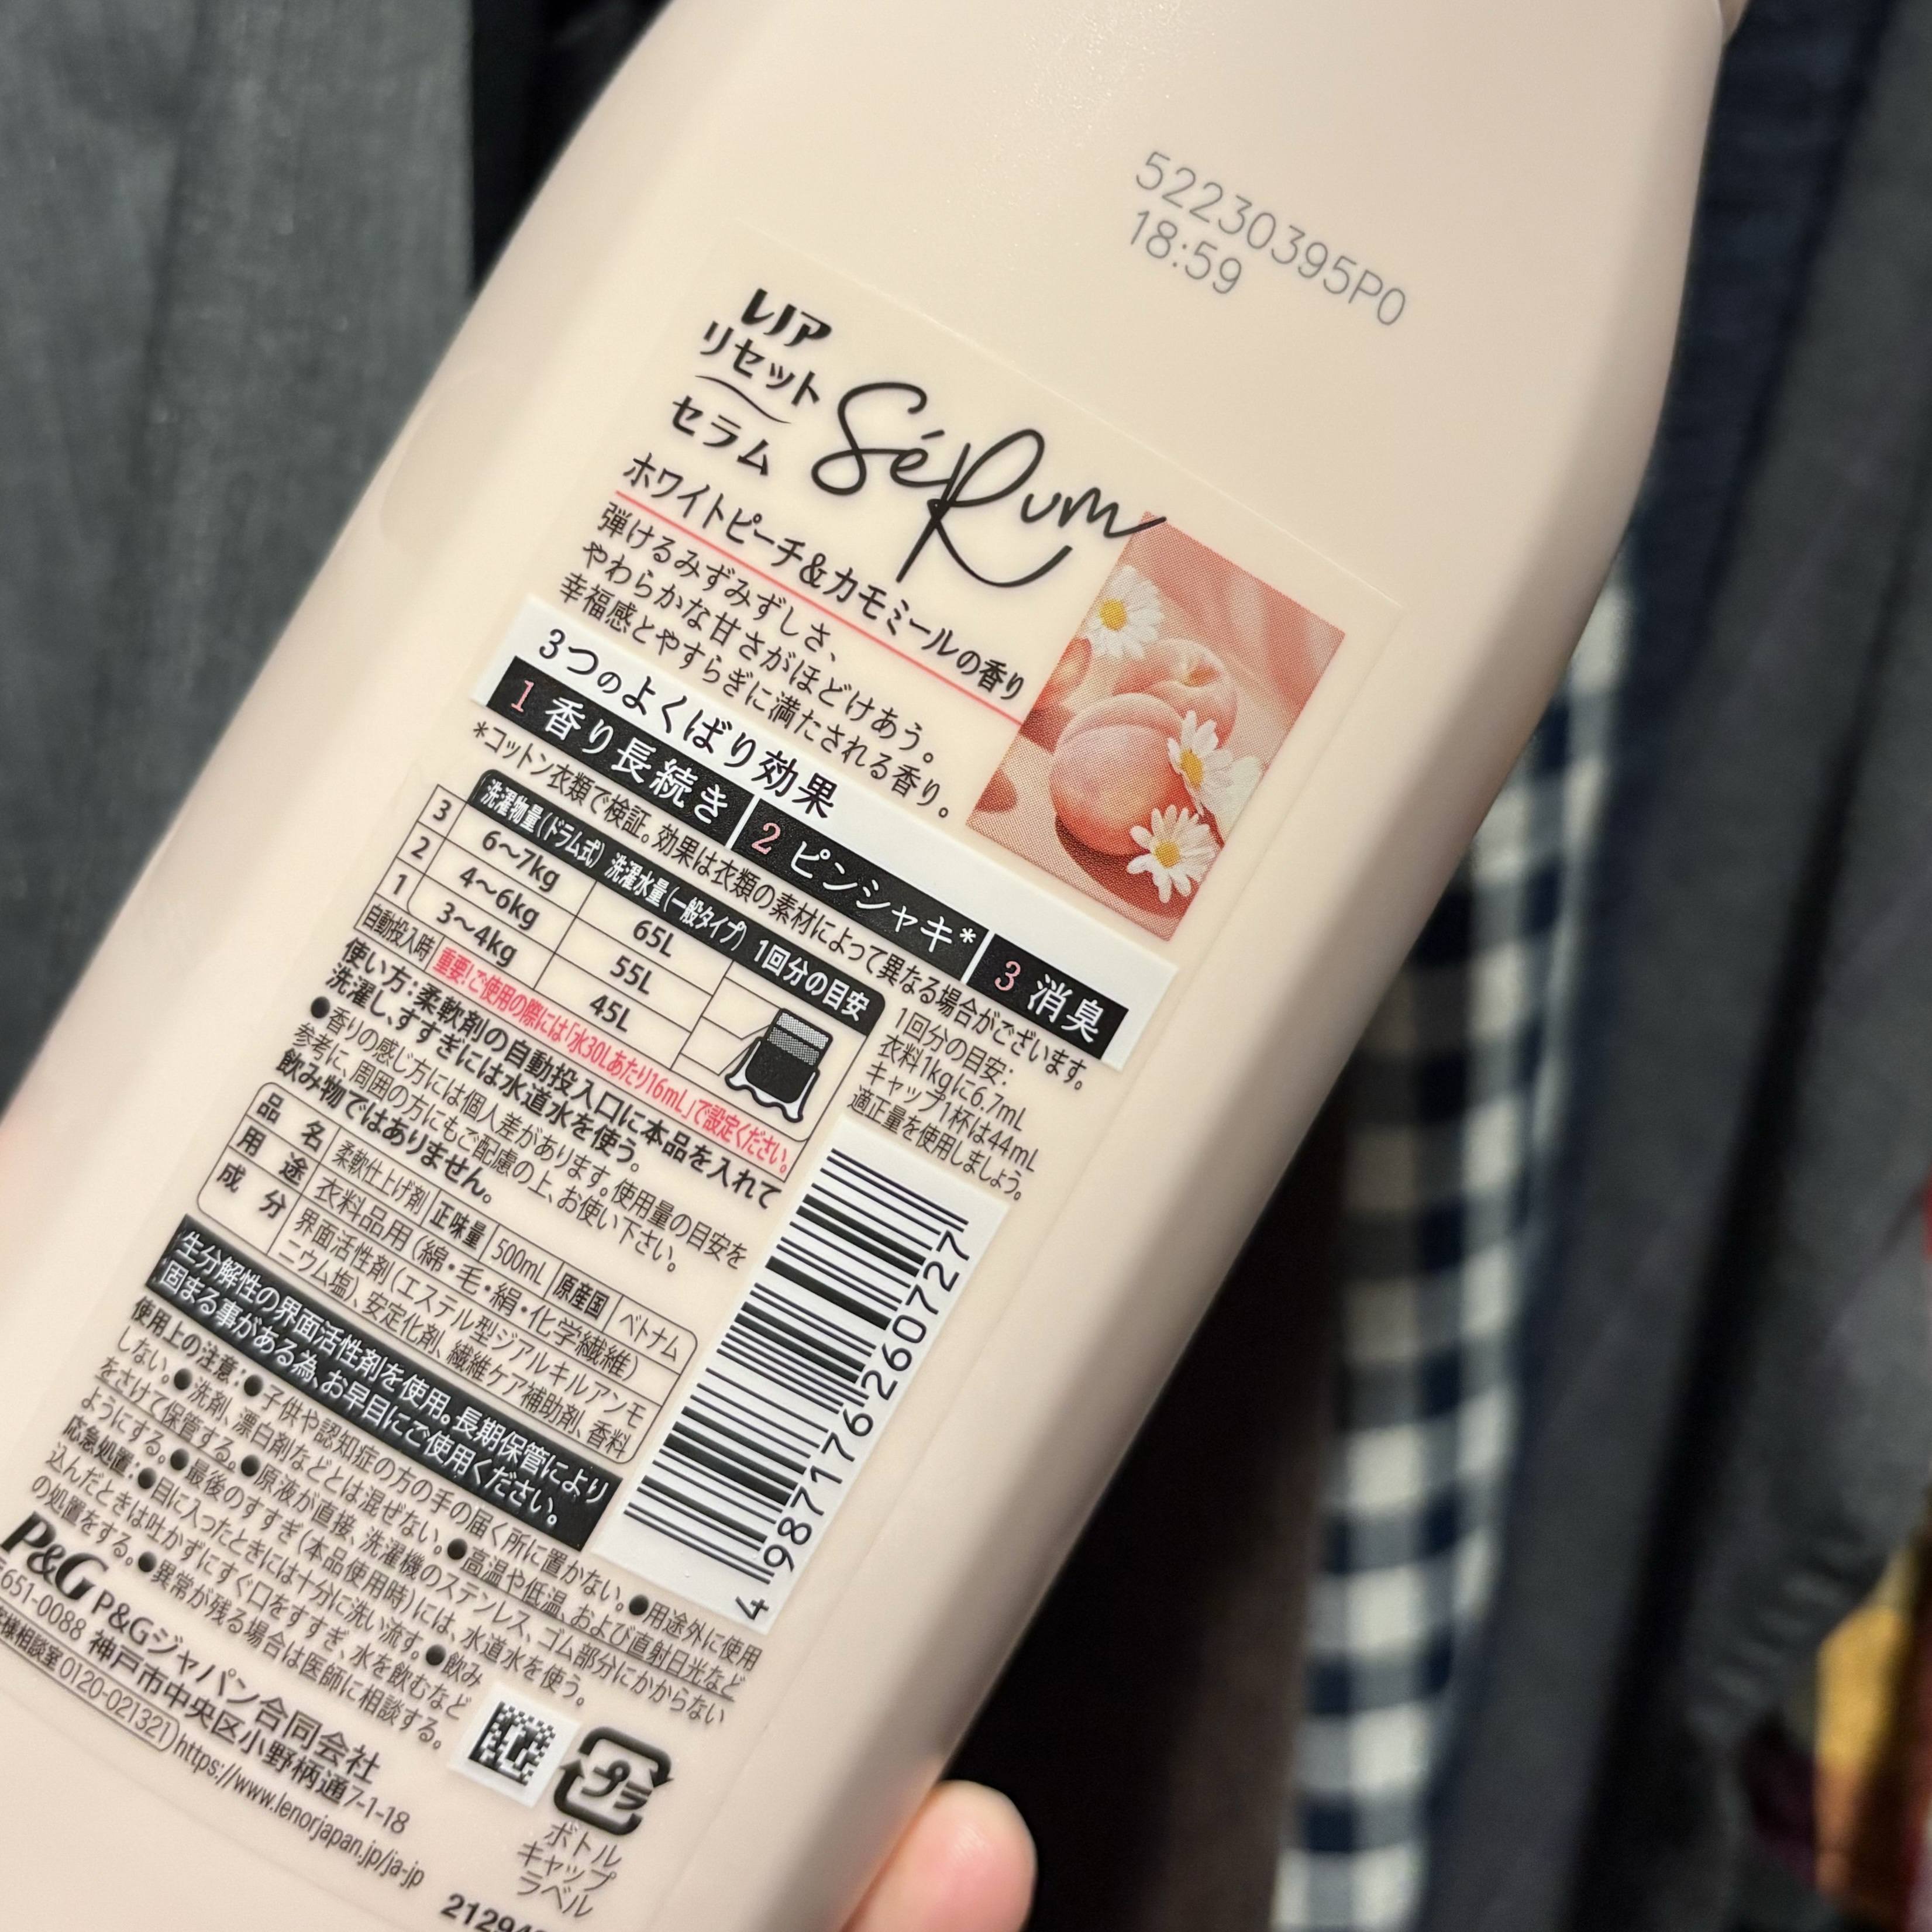 52230395P0
18:59
レノア
リセット
セラム
SéRum
ホワイトピーチ&カモミールの香り
弾けるみずみずしさ、
やわらかな甘さがほどけあう。
幸福感とやすらぎに満たされる香り。
3つのよくばり効果
1 香り長続き 2 ピンシャキ* 3 消臭
*コットン衣類で検証。効果は衣類の素材によって異なる場合がございます。
洗濯物量(ドラム式) 洗濯水量(一般タイプ) 1回分の目安
3 6〜7kg 65L
2 4〜6kg 55L
1 3〜4kg 45L
自動投入時 重要!ご使用の際には「水30Lあたり16mL」で設定ください。
1回分の目安:
衣料1kgに6.7mL
キャップ1杯は44mL
適正量を使用しましょう。
使い方:柔軟剤の自動投入口に本品を入れて
洗濯し、すすぎには水道水を使う。
●香りの感じ方には個人差があります。使用量の目安を
参考に、周囲の方にもご配慮の上、お使い下さい。
飲み物ではありません。
品名 柔軟仕上げ剤 正味量 500mL 原産国 ベトナム
用途 衣料品用(綿・毛・絹・化学繊維)
成分 界面活性剤(エステル型ジアルキルアンモ
ニウム塩)、安定化剤、繊維ケア補助剤、香料
生分解性の界面活性剤を使用。長期保管により
固まる事がある為、お早目にご使用ください。
使用上の注意:●子供や認知症の方の手の届く所に置かない。●用途外に使用
しない。●洗剤、漂白剤などとは混ぜない。●高温や低温、および直射日光など
をさけて保管する。●原液が直接、洗濯機のステンレス、ゴム部分にかからない
ようにする。●最後のすすぎ(本品使用時)には、水道水を使う。
応急処置:●目に入ったときには十分に洗い流す。●飲み
込んだときは吐かずにすぐ口をすすぎ、水を飲むなど
の処置をする。●異常が残る場合は医師に相談する。
4987176260727
P&G P&Gジャパン合同会社
651-0088 神戸市中央区小野柄通7-1-18
様相談室 0120-021321 https://www.lenorjapan.jp/ja-jp
プラ
ボトル
キャップ
ラベル